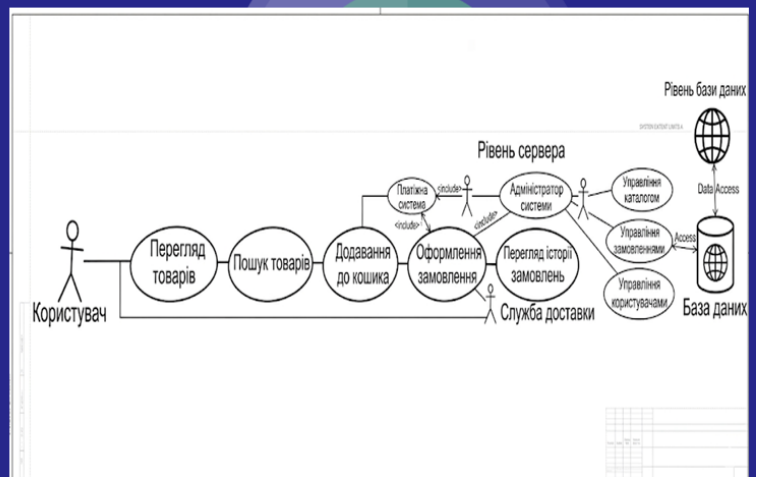 Рівень бази даних
Рівень сервера
Платіжна
система
<include>
Адміністратор
системи
Управління
каталогом
Data Access
<include>
<include>
Перегляд
товарів
Пошук товарів
Додавання
до кошика
Оформлення
замовлення
Перегляд історії
замовлень
Управління
замовленнями
Access
Управління
користувачами
Користувач
Служба доставки
База даних